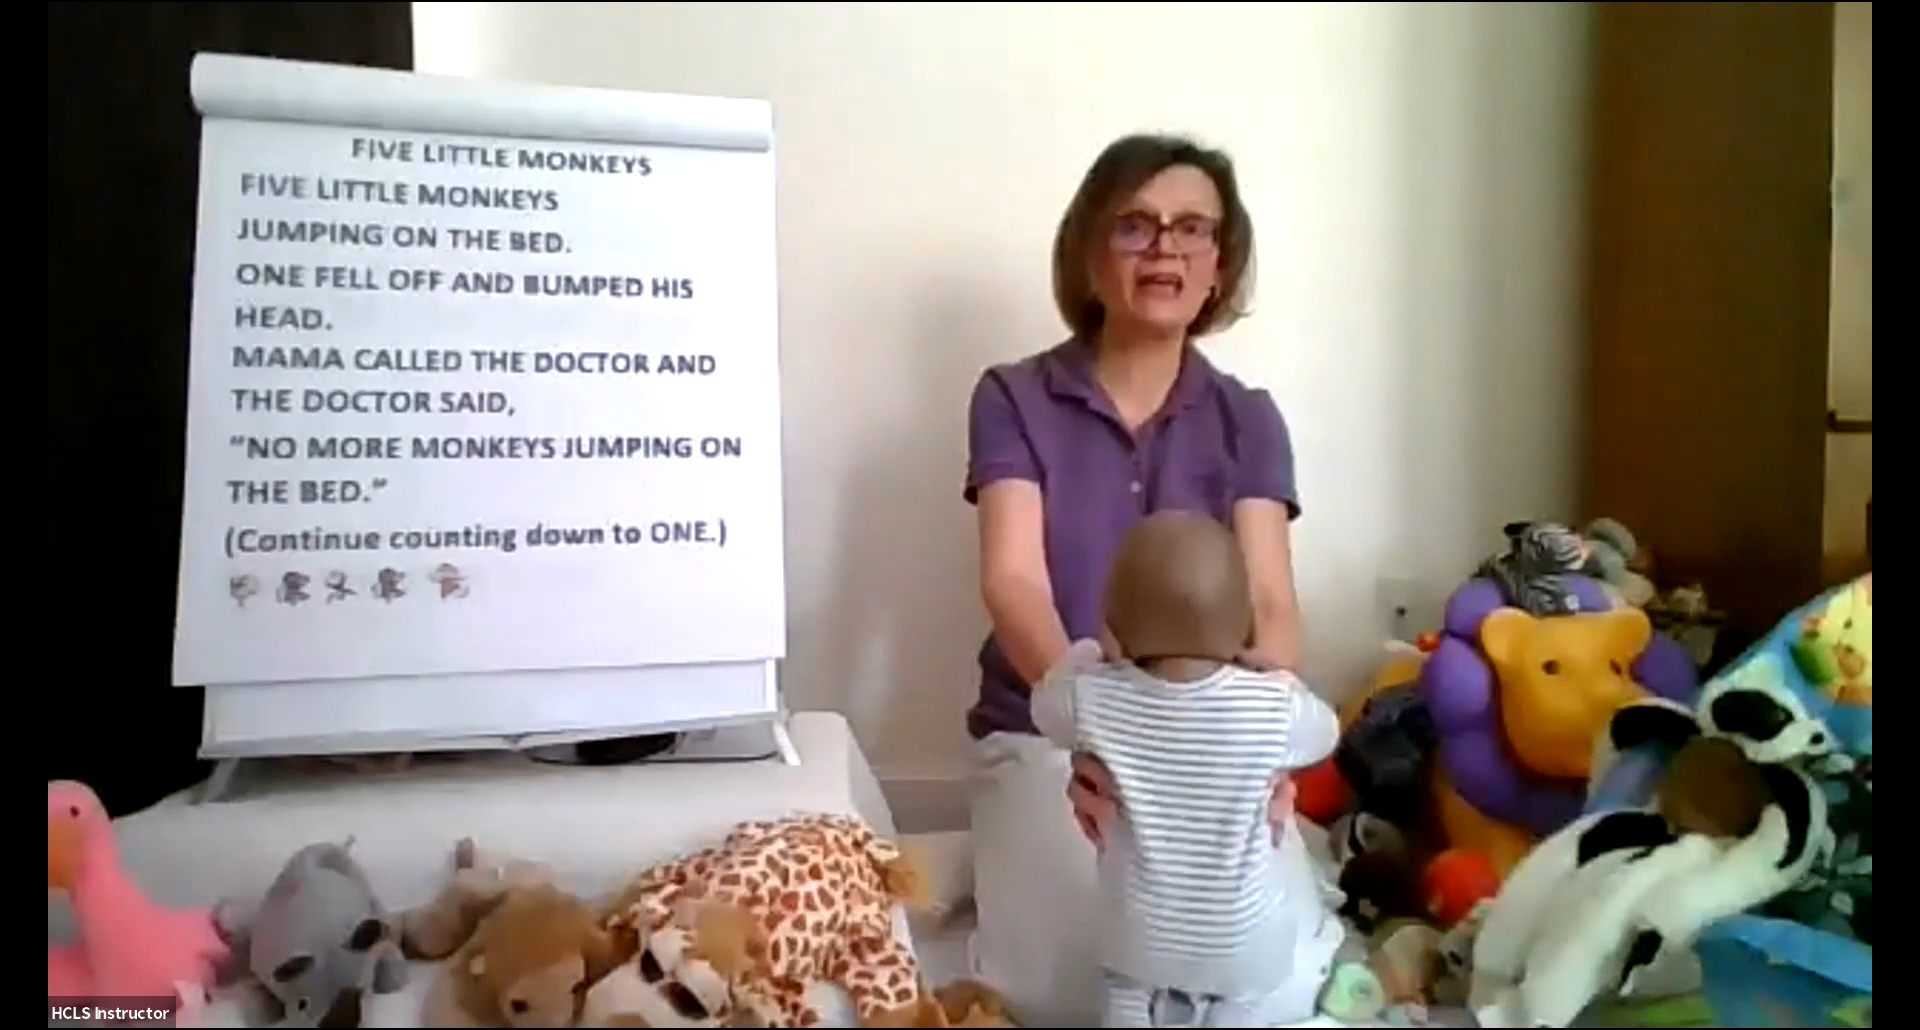 FIVE LITTLE MONKEYS
FIVE LITTLE MONKEYS
JUMPING ON THE BED.
ONE FELL OFF AND BUMPED HIS
HEAD.
MAMA CALLED THE DOCTOR AND
THE DOCTOR SAID,
“NO MORE MONKEYS JUMPING ON
THE BED.”
(Continue counting down to ONE.)
HCLS Instructor